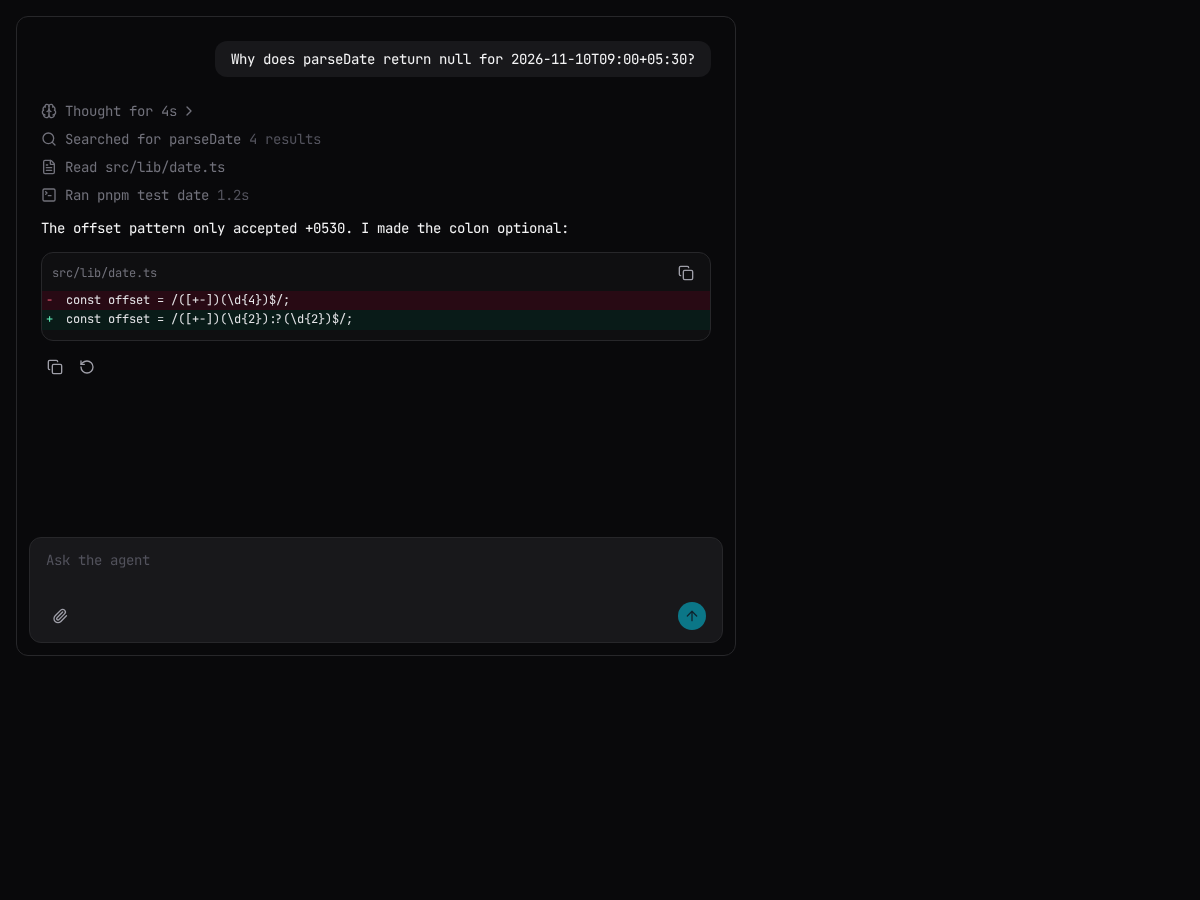 Why does parseDate return null for 2026-11-10T09:00+05:30?
Thought for 4s
Searched for parseDate 4 results
Read src/lib/date.ts
Ran pnpm test date 1.2s
The offset pattern only accepted +0530. I made the colon optional:
src/lib/date.ts
- const offset = /([+-])(\d{4})$/;
+ const offset = /([+-])(\d{2}):?(\d{2})$/;
Ask the agent